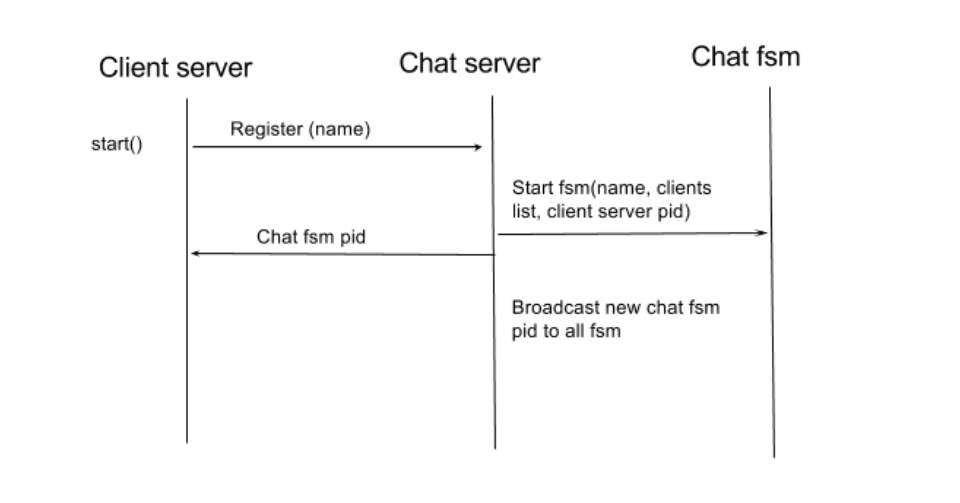 Client server
Chat server
Chat fsm
start()
Register (name)
Start fsm(name, clients
list, client server pid)
Chat fsm pid
Broadcast new chat fsm
pid to all fsm